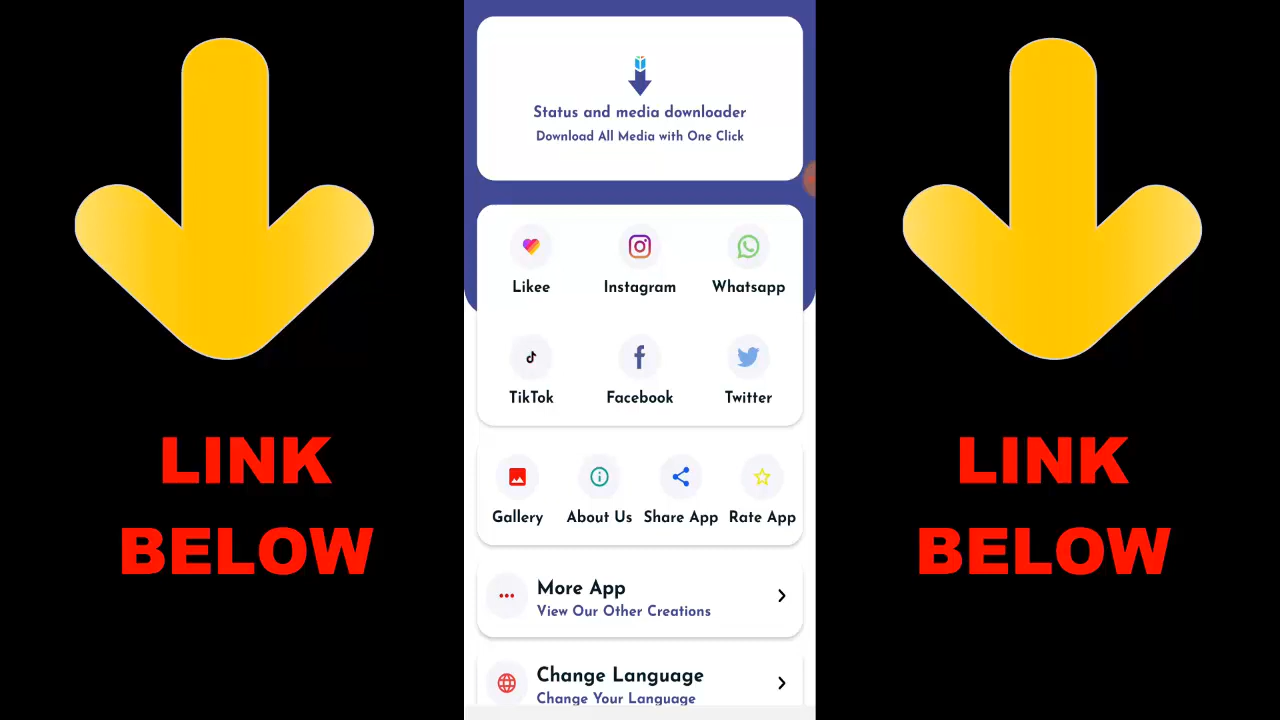 Status and media downloader
Download All Media with One Click
Likee
Instagram
Whatsapp
TikTok
Facebook
Twitter
LINK
BELOW
LINK
BELOW
Gallery
About Us
Share App
Rate App
More App
View Our Other Creations
Change Language
Change Your Language